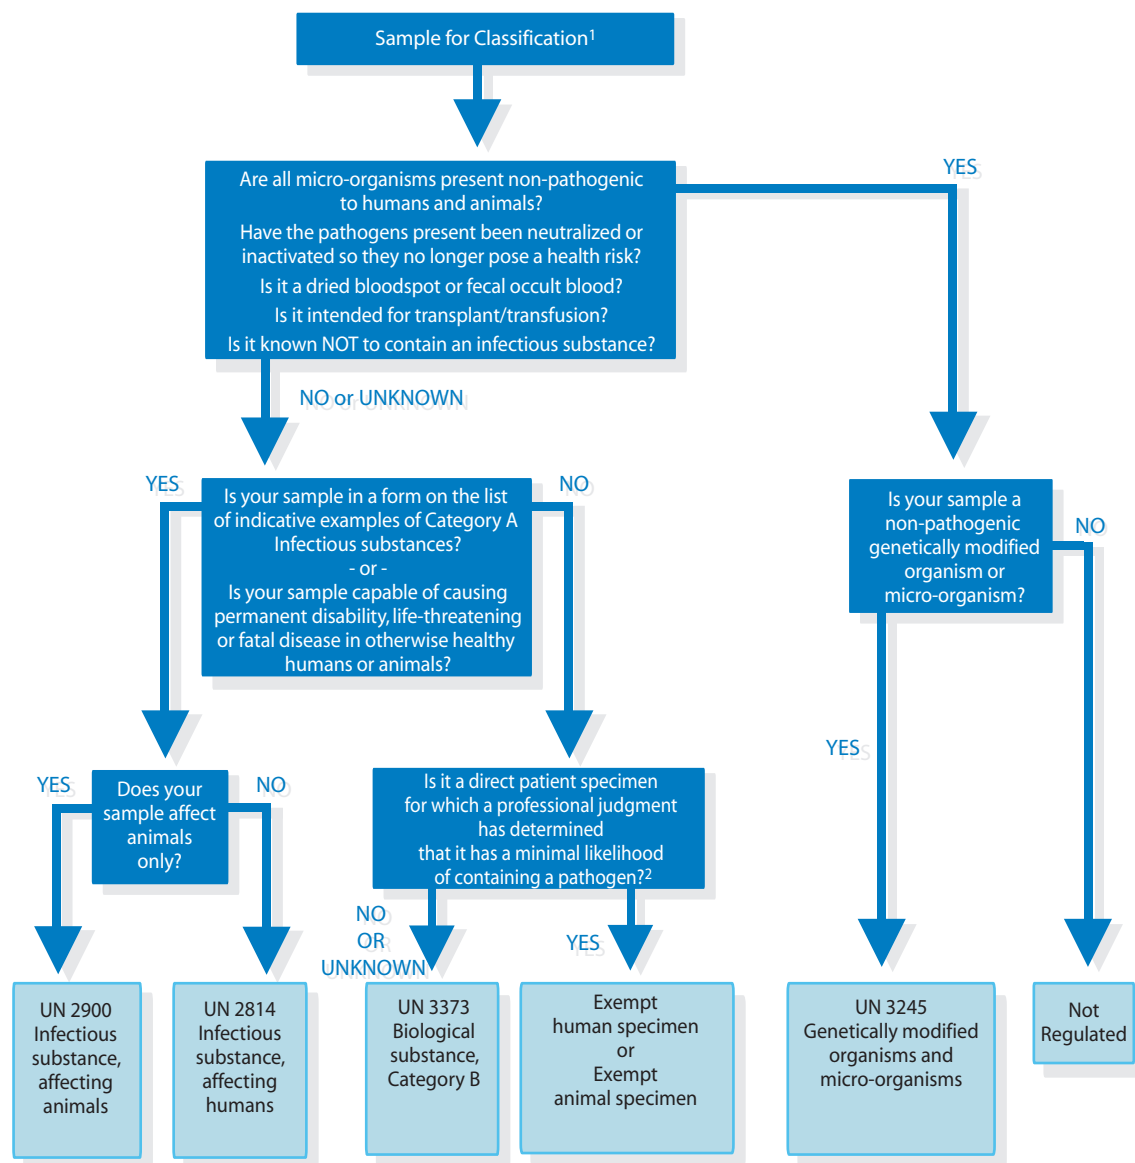 Sample for Classification1
YES
Are all micro-organisms present non-pathogenic
to humans and animals?
Have the pathogens present been neutralized or
inactivated so they no longer pose a health risk?
Is it a dried bloodspot or fecal occult blood?
Is it intended for transplant/transfusion?
Is it known NOT to contain an infectious substance?
NO or UNKNOWN
YES
NO
Is your sample in a form on the list
of indicative examples of Category A
Infectious substances?
- or -
Is your sample capable of causing
permanent disability, life-threatening
or fatal disease in otherwise healthy
humans or animals?
Is your sample a
non-pathogenic
genetically modified
organism or
micro-organism?
NO
YES
YES
NO
Does your
sample affect
animals
only?
Is it a direct patient specimen
for which a professional judgment
has determined
that it has a minimal likelihood
of containing a pathogen?2
NO
OR
UNKNOWN
YES
UN 2900
Infectious
substance,
affecting
animals
UN 2814
Infectious
substance,
affecting
humans
UN 3373
Biological
substance,
Category B
Exempt
human specimen
or
Exempt
animal specimen
UN 3245
Genetically modified
organisms and
micro-organisms
Not
Regulated